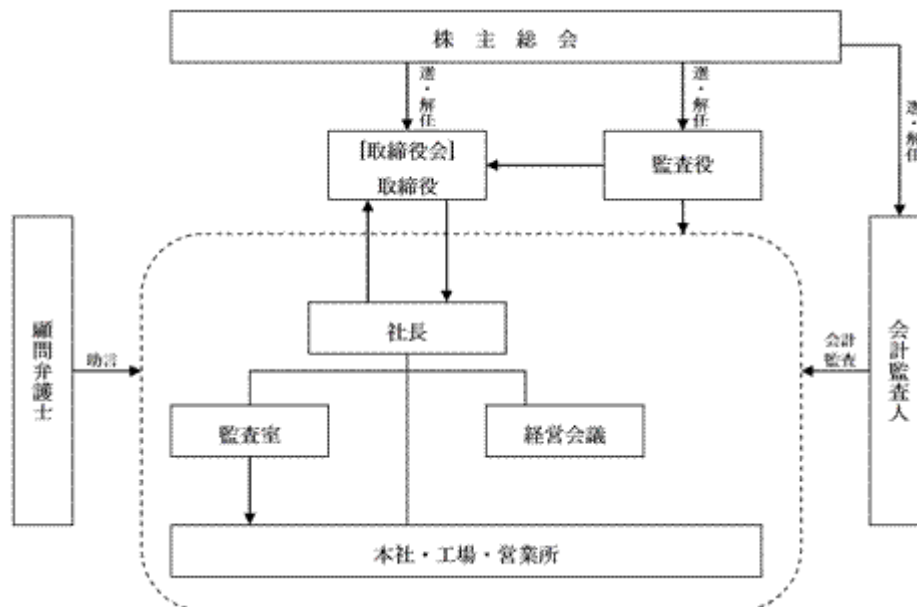 株主総会
選・解任
選・解任
選・解任
[取締役会]
取締役
監査役
社長
顧問弁護士
助言
会計
監査
会計監査人
監査室
経営会議
本社・工場・営業所